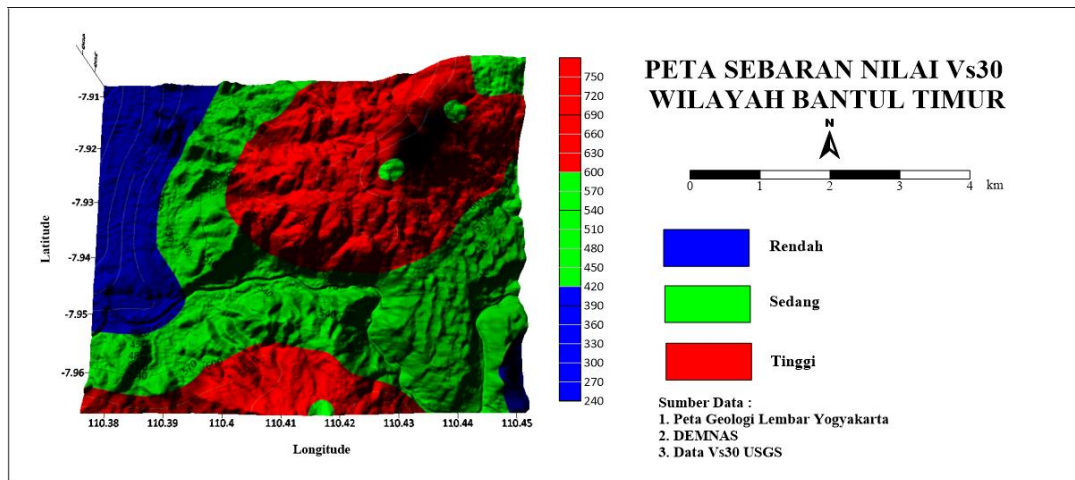 PETA SEBARAN NILAI Vs30
WILAYAH BANTUL TIMUR
N
0 1 2 3 4 km
Rendah
Sedang
Tinggi
Sumber Data :
1. Peta Geologi Lembar Yogyakarta
2. DEMNAS
3. Data Vs30 USGS
750
720
690
660
630
600
570
540
510
480
450
420
390
360
330
300
270
240
Latitude
-7.91
-7.92
-7.93
-7.94
-7.95
-7.96
110.38 110.39 110.4 110.41 110.42 110.43 110.44 110.45
Longitude